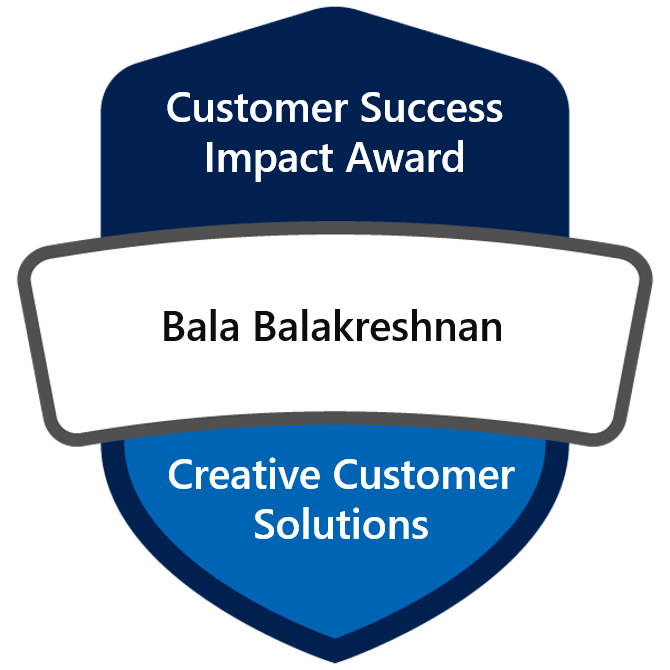 Customer Success
Impact Award
Bala Balakreshnan
Creative Customer
Solutions